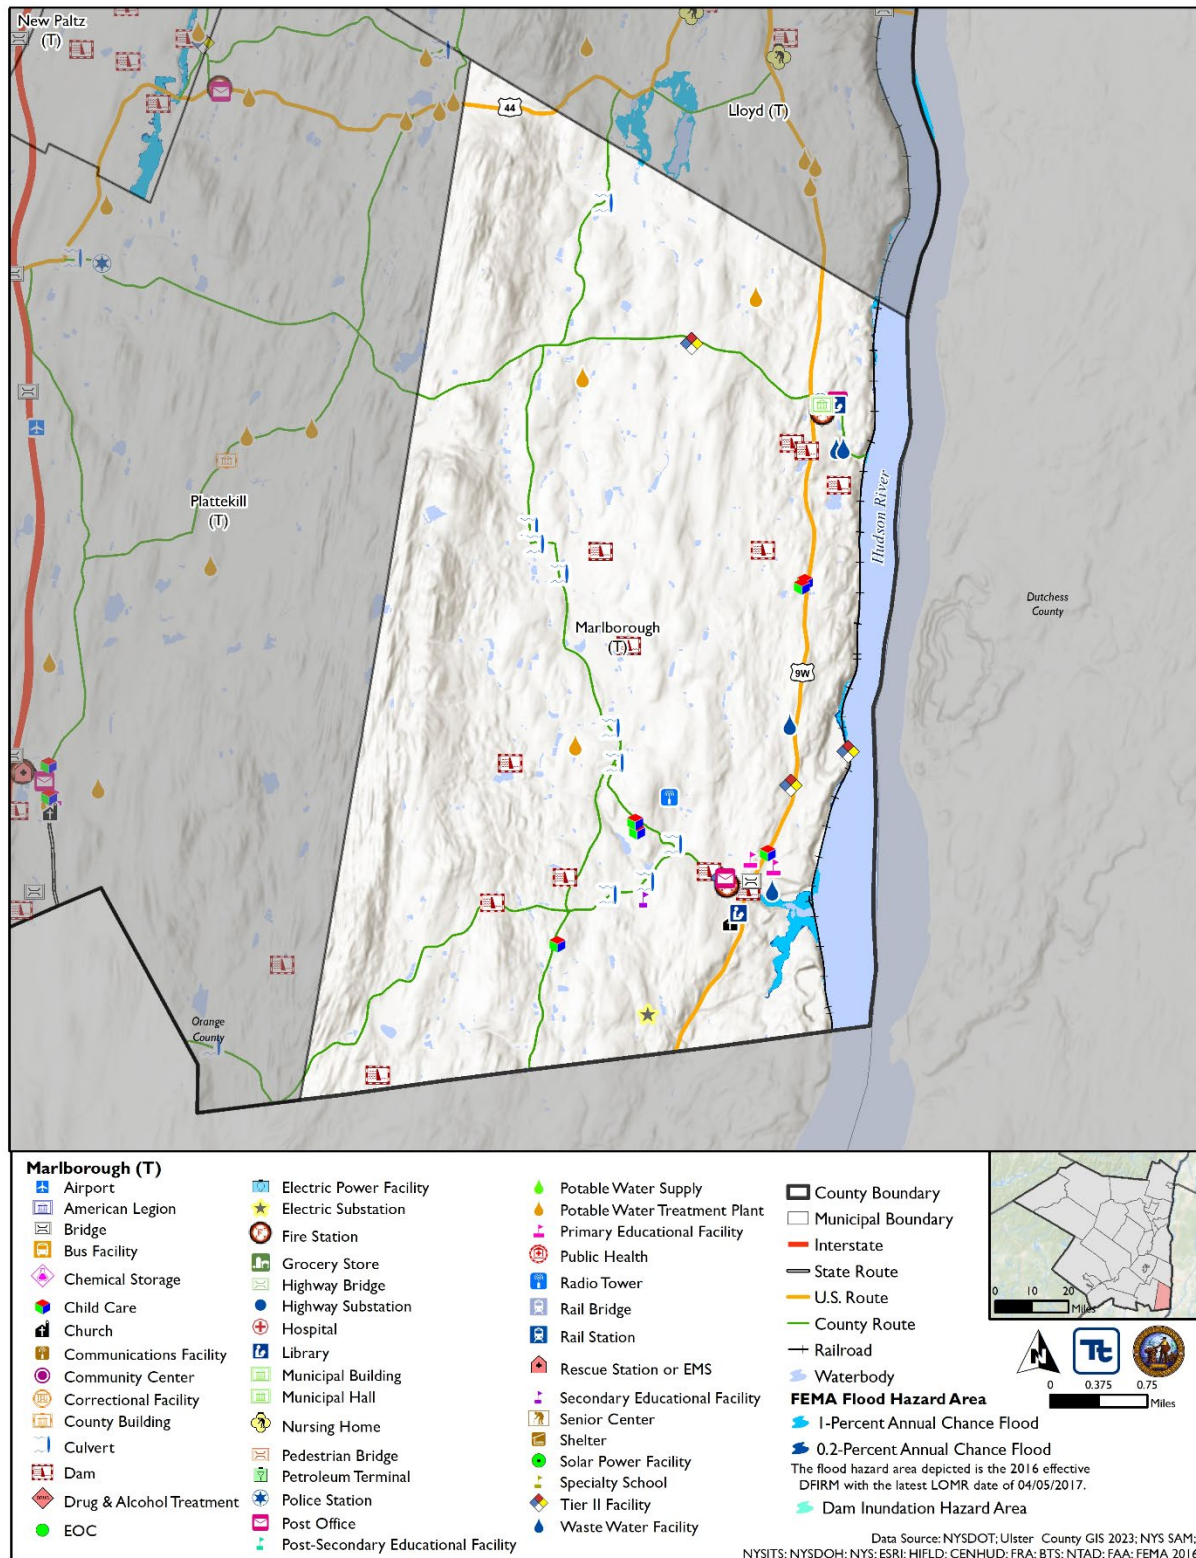 New Paltz
(T)
44
Lloyd (T)
Plattekill
(T)
Hudson River
Dutchess
County
Marlborough
(T)
9W
Orange
County
Marlborough (T)
Airport
American Legion
Bridge
Bus Facility
Chemical Storage
Child Care
Church
Communications Facility
Community Center
Correctional Facility
County Building
Culvert
Dam
Drug & Alcohol Treatment
EOC
Electric Power Facility
Electric Substation
Fire Station
Grocery Store
Highway Bridge
Highway Substation
Hospital
Library
Municipal Building
Municipal Hall
Nursing Home
Pedestrian Bridge
Petroleum Terminal
Police Station
Post Office
Post-Secondary Educational Facility
Potable Water Supply
Potable Water Treatment Plant
Primary Educational Facility
Public Health
Radio Tower
Rail Bridge
Rail Station
Rescue Station or EMS
Secondary Educational Facility
Senior Center
Shelter
Solar Power Facility
Specialty School
Tier II Facility
Waste Water Facility
County Boundary
Municipal Boundary
Interstate
State Route
U.S. Route
County Route
Railroad
Waterbody
FEMA Flood Hazard Area
1-Percent Annual Chance Flood
0.2-Percent Annual Chance Flood
The flood hazard area depicted is the 2016 effective
DFIRM with the latest LOMR date of 04/05/2017.
Dam Inundation Hazard Area
0 10 20
Miles
N
Tt
0 0.375 0.75
Miles
Data Source: NYSDOT; Ulster County GIS 2023; NYS SAM;
NYSITS; NYSDOH; NYS; ESRI; HIFLD; CENHUD; FRA; BTS; NTAD; FAA; FEMA 2016